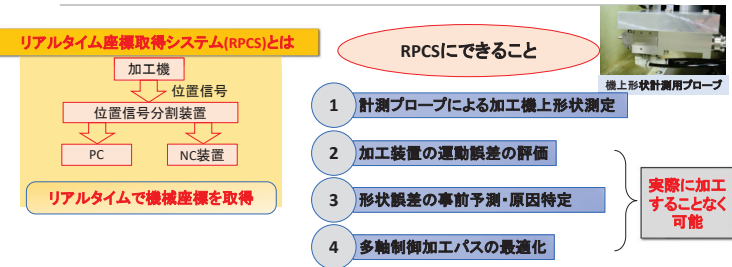 リアルタイム座標取得システム(RPCS)とは
加工機
位置信号
位置信号分割装置
PC
NC装置
リアルタイムで機械座標を取得
RPCSにできること
機上形状計測用プローブ
1 計測プローブによる加工機上形状測定
2 加工装置の運動誤差の評価
3 形状誤差の事前予測・原因特定
4 多軸制御加工パスの最適化
実際に加工
することなく
可能